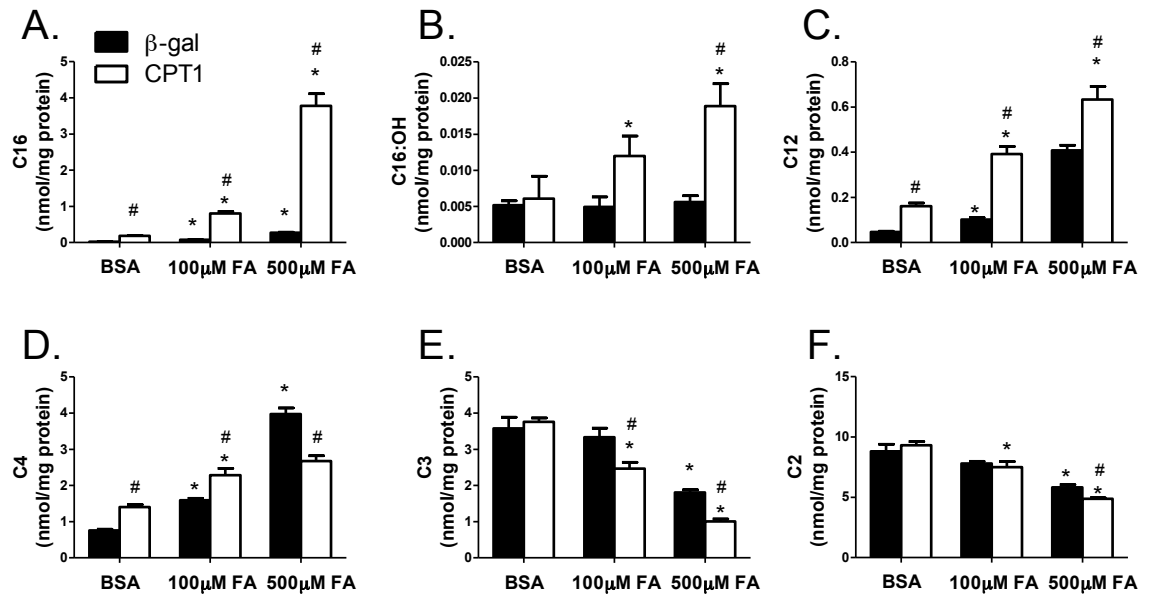 A.
β-gal
CPT1
C16
(nmol/mg protein)
5
4
3
2
1
0
#
*
#
*
*
#
*
BSA
100μM FA
500μM FA
B.
C16:OH
(nmol/mg protein)
0.025
0.020
0.015
0.010
0.005
0.000
*
#
*
BSA
100μM FA
500μM FA
C.
C12
(nmol/mg protein)
0.8
0.6
0.4
0.2
0.0
#
*
#
*
#
*
BSA
100μM FA
500μM FA
D.
C4
(nmol/mg protein)
5
4
3
2
1
0
#
*
#
*
*
#
BSA
100μM FA
500μM FA
E.
C3
(nmol/mg protein)
5
4
3
2
1
0
#
*
*
#
*
BSA
100μM FA
500μM FA
F.
C2
(nmol/mg protein)
15
10
5
0
*
*
#
*
BSA
100μM FA
500μM FA